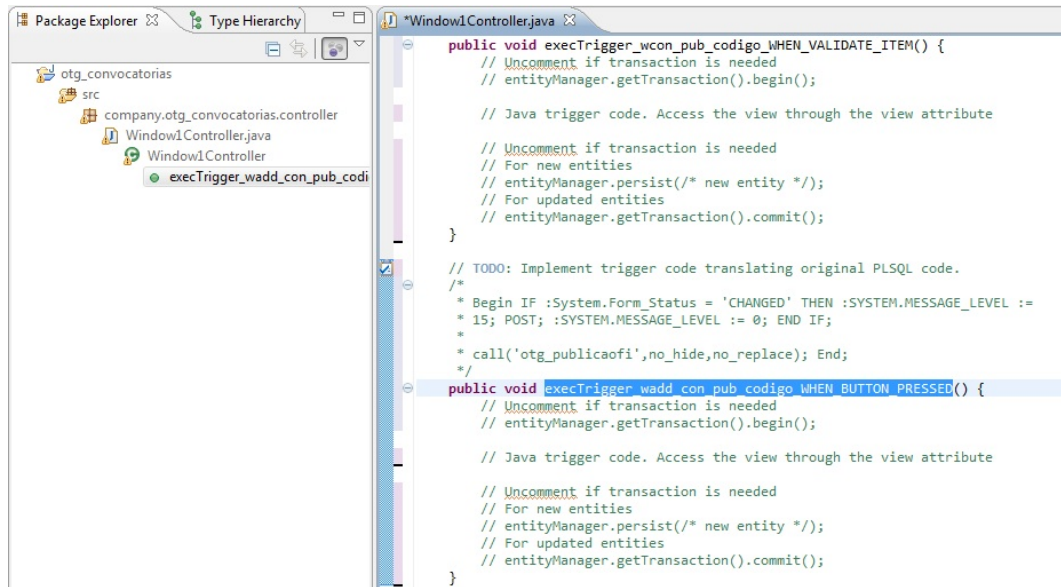 Package Explorer
Type Hierarchy
otg_convocatorias
src
company.otg_convocatorias.controller
Window1Controller.java
Window1Controller
execTrigger_wadd_con_pub_codi
*Window1Controller.java
public void execTrigger_wcon_pub_codigo_WHEN_VALIDATE_ITEM() {
// Uncomment if transaction is needed
// entityManager.getTransaction().begin();
// Java trigger code. Access the view through the view attribute
// Uncomment if transaction is needed
// For new entities
// entityManager.persist(/* new entity */);
// For updated entities
// entityManager.getTransaction().commit();
}
// TODO: Implement trigger code translating original PLSQL code.
/*
* Begin IF :System.Form_Status = 'CHANGED' THEN :SYSTEM.MESSAGE_LEVEL :=
* 15; POST; :SYSTEM.MESSAGE_LEVEL := 0; END IF;
*
* call('otg_publicaofi',no_hide,no_replace); End;
*/
public void execTrigger_wadd_con_pub_codigo_WHEN_BUTTON_PRESSED() {
// Uncomment if transaction is needed
// entityManager.getTransaction().begin();
// Java trigger code. Access the view through the view attribute
// Uncomment if transaction is needed
// For new entities
// entityManager.persist(/* new entity */);
// For updated entities
// entityManager.getTransaction().commit();
}